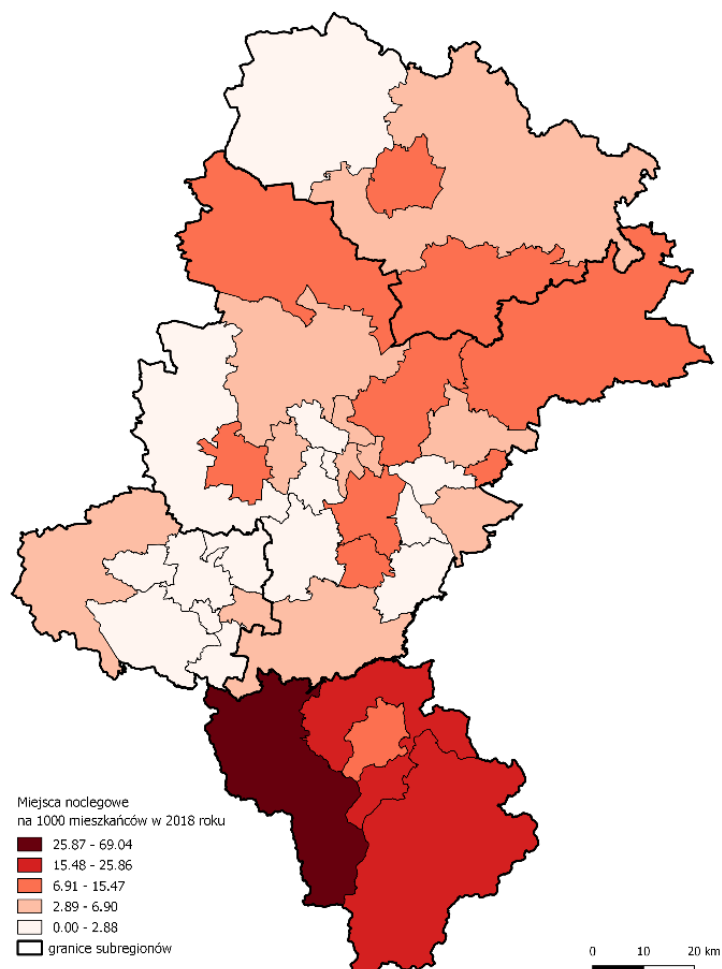 Miejsca noclegowe
na 1000 mieszkańców w 2018 roku
25.87 - 69.04
15.48 - 25.86
6.91 - 15.47
2.89 - 6.90
0.00 - 2.88
granice subregionów
0 10 20 km